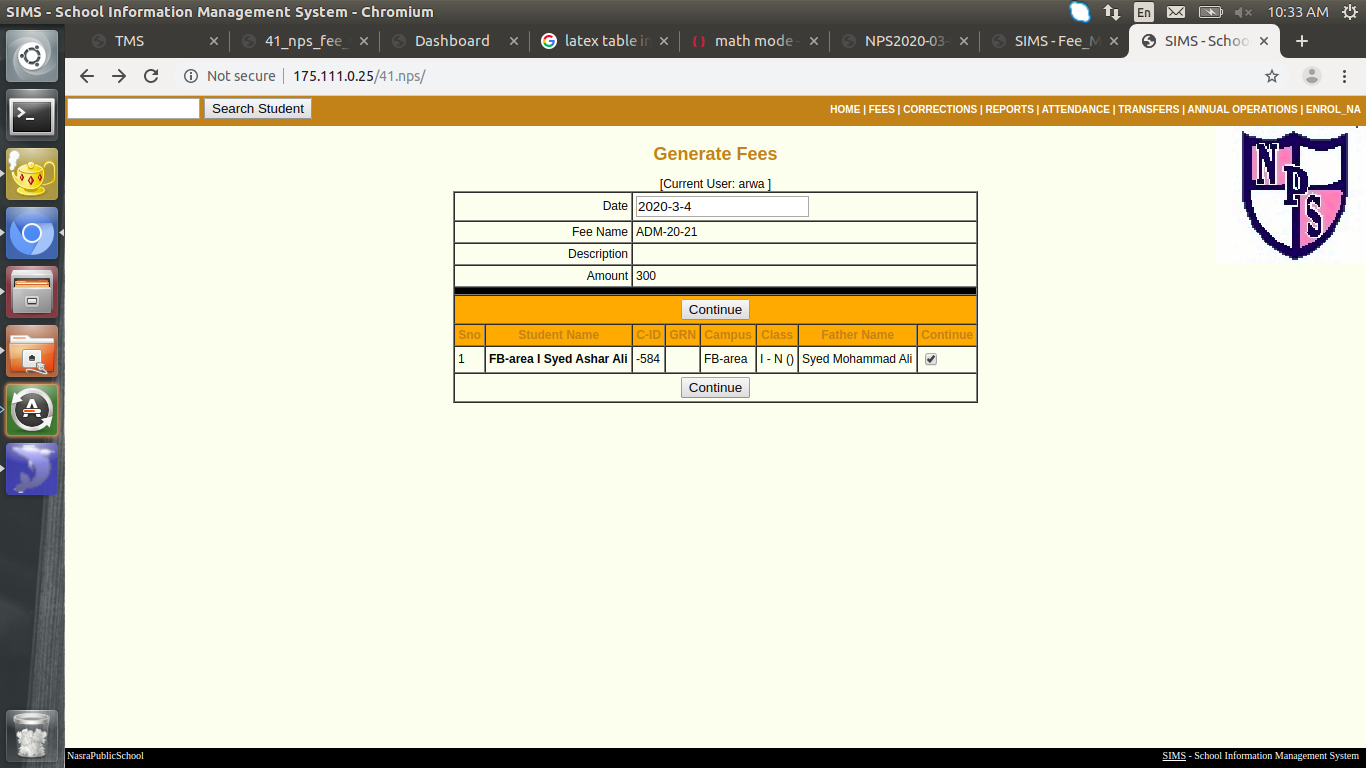 SIMS - School Information Management System - Chromium
En
10:33 AM
TMS
41_nps_fee_
Dashboard
latex table in
math mode -
NPS2020-03-
SIMS - Fee_M
SIMS - Schoo
Not secure
175.111.0.25/41.nps/
Search Student
HOME | FEES | CORRECTIONS | REPORTS | ATTENDANCE | TRANSFERS | ANNUAL OPERATIONS | ENROL_NA
Generate Fees
[Current User: arwa ]
NPS
Date 2020-3-4
Fee Name ADM-20-21
Description
Amount 300
Continue
Sno Student Name C-ID GRN Campus Class Father Name Continue
1 FB-area I Syed Ashar Ali -584 FB-area I - N () Syed Mohammad Ali
Continue
NasraPublicSchool
SIMS - School Information Management System